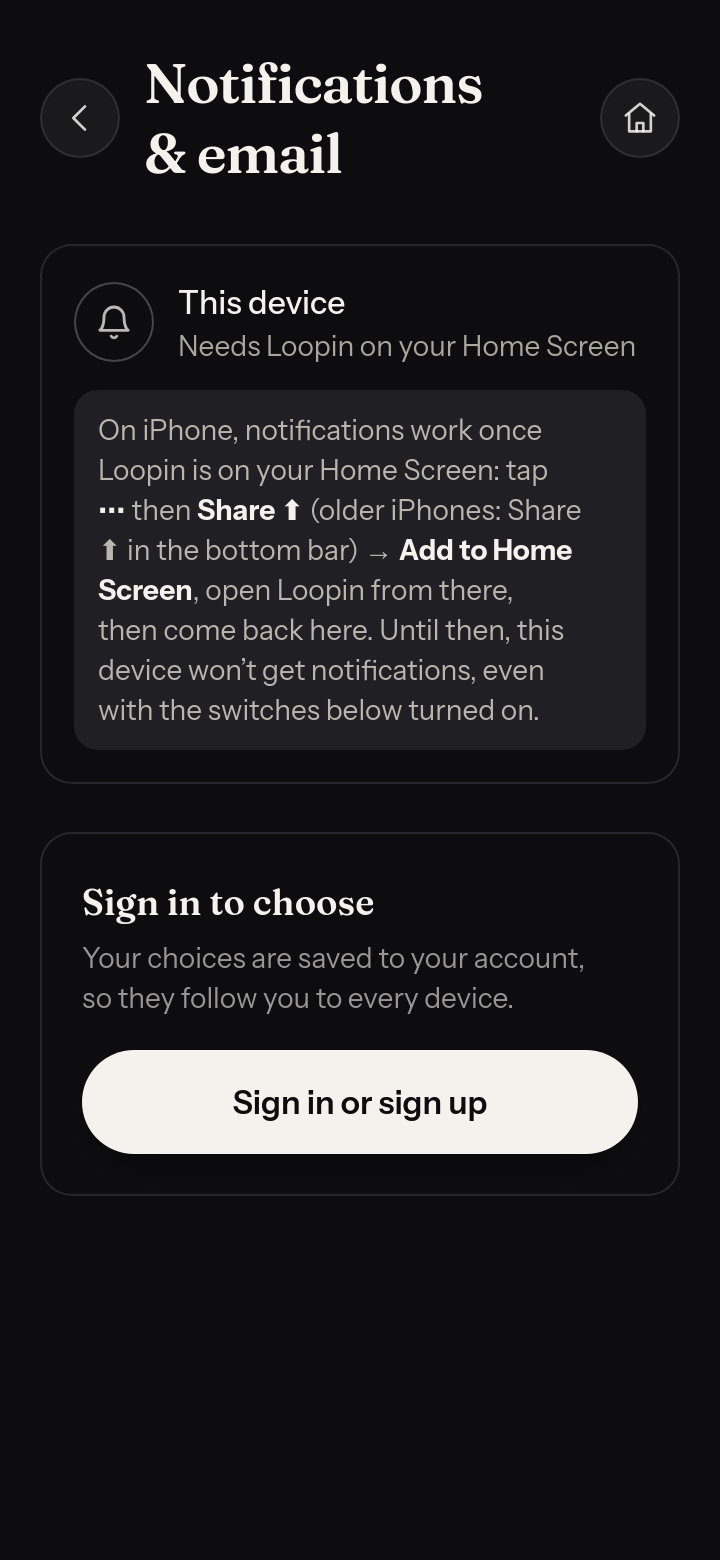 Notifications
& email
This device
Needs Loopin on your Home Screen
On iPhone, notifications work once
Loopin is on your Home Screen: tap
··· then Share ⬆ (older iPhones: Share
⬆ in the bottom bar) → Add to Home
Screen, open Loopin from there,
then come back here. Until then, this
device won’t get notifications, even
with the switches below turned on.
Sign in to choose
Your choices are saved to your account,
so they follow you to every device.
Sign in or sign up